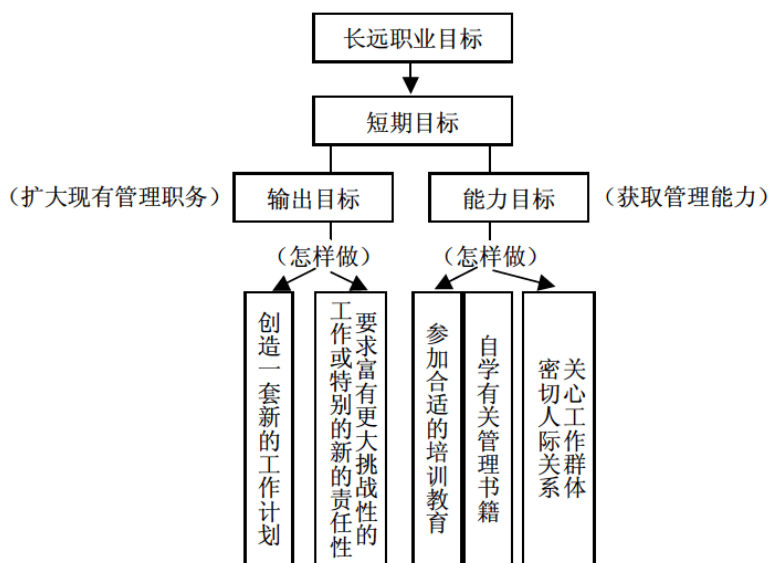 长远职业目标
短期目标
（扩大现有管理职务）
输出目标
能力目标
（获取管理能力）
（怎样做）
（怎样做）
创造一套新的工作计划
要求富有更大挑战性的
工作或特别的新的责任性
参加合适的培训教育
自学有关管理书籍
关心工作群体
密切人际关系